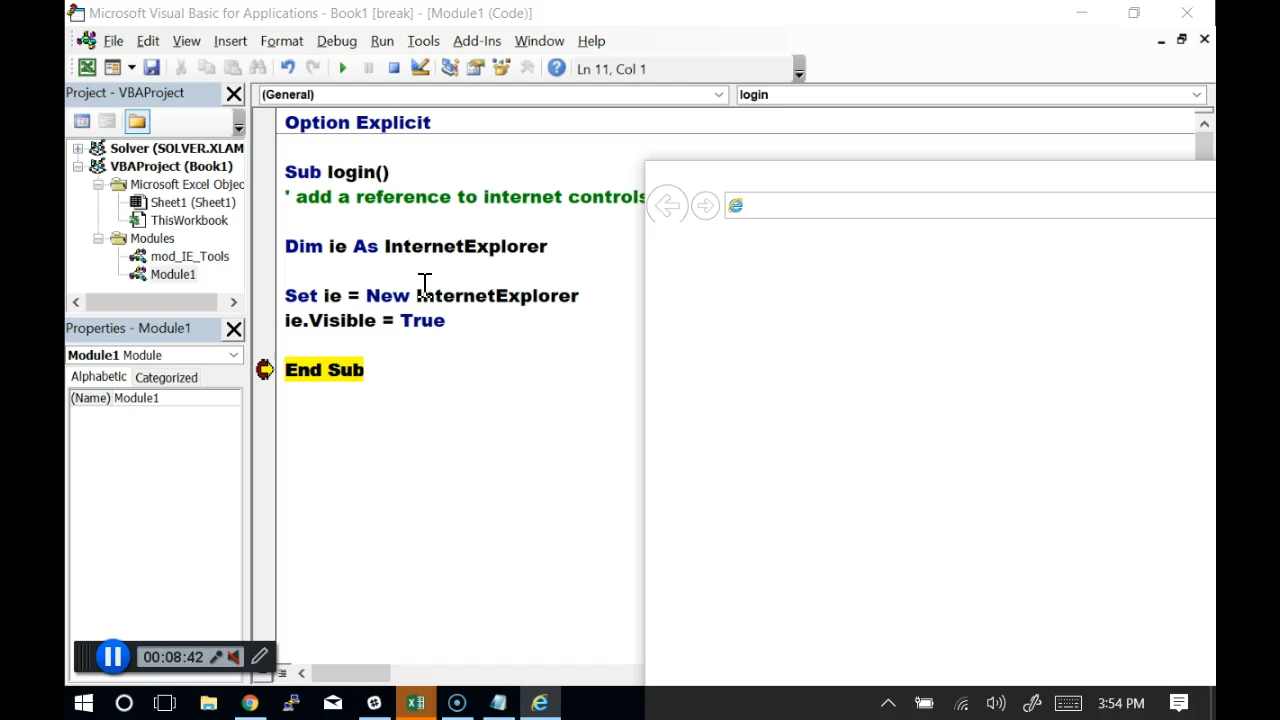 Microsoft Visual Basic for Applications - Book1 [break] - [Module1 (Code)]
File Edit View Insert Format Debug Run Tools Add-Ins Window Help
Ln 11, Col 1
Project - VBAProject
(General)
login
Solver (SOLVER.XLAM
VBAProject (Book1)
Microsoft Excel Objec
Sheet1 (Sheet1)
ThisWorkbook
Modules
mod_IE_Tools
Module1
Properties - Module1
Module1 Module
Alphabetic Categorized
(Name) Module1
Option Explicit
Sub login()
' add a reference to internet controls
Dim ie As InternetExplorer
Set ie = New InternetExplorer
ie.Visible = True
End Sub
00:08:42
3:54 PM